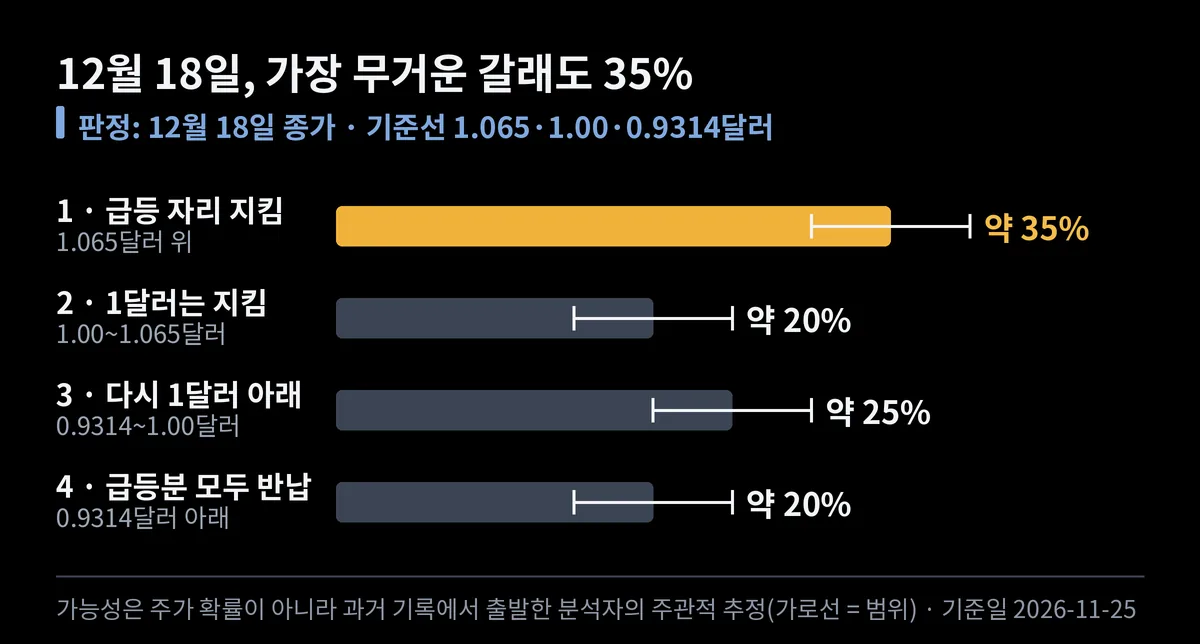 12월 18일, 가장 무거운 갈래도 35%
판정: 12월 18일 종가 · 기준선 1.065·1.00·0.9314달러
1 · 급등 자리 지킴
1.065달러 위
약 35%
2 · 1달러는 지킴
1.00~1.065달러
약 20%
3 · 다시 1달러 아래
0.9314~1.00달러
약 25%
4 · 급등분 모두 반납
0.9314달러 아래
약 20%
가능성은 주가 확률이 아니라 과거 기록에서 출발한 분석자의 주관적 추정(가로선 = 범위) · 기준일 2026-11-25